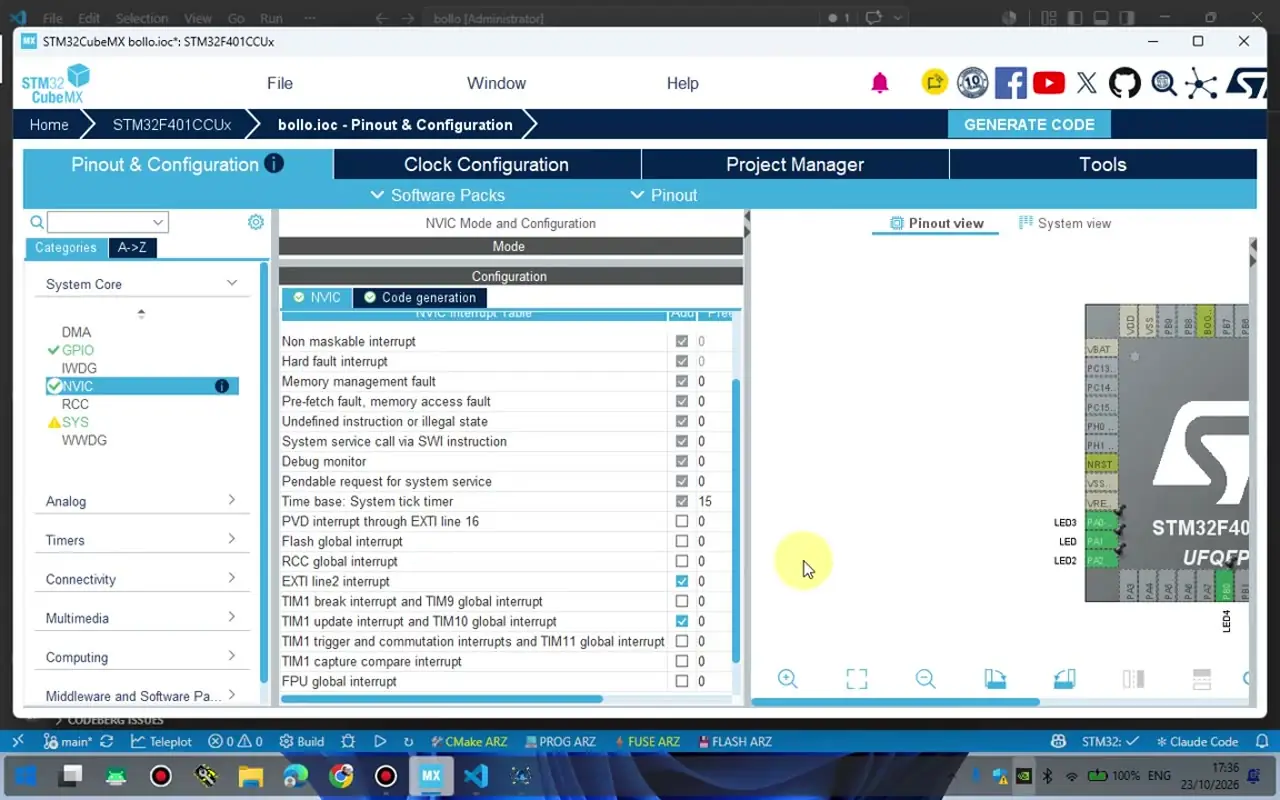 File Edit Selection View Go Run ··· bollo [Administrator] 1
MX STM32CubeMX bollo.ioc*: STM32F401CCUx
STM32 CubeMX File Window Help 19
Home STM32F401CCUx bollo.ioc - Pinout & Configuration GENERATE CODE
Pinout & Configuration Clock Configuration Project Manager Tools
Software Packs Pinout
NVIC Mode and Configuration
Pinout view System view
Categories A->Z
Mode
System Core
Configuration
NVIC Code generation
NVIC Interrupt Table
DMA
GPIO
IWDG
NVIC
RCC
SYS
WWDG
Analog
Timers
Connectivity
Multimedia
Computing
Middleware and Software Pa...
Non maskable interrupt 0
Hard fault interrupt 0
Memory management fault 0
Pre-fetch fault, memory access fault 0
Undefined instruction or illegal state 0
System service call via SWI instruction 0
Debug monitor 0
Pendable request for system service 0
Time base: System tick timer 15
PVD interrupt through EXTI line 16 0
Flash global interrupt 0
RCC global interrupt 0
EXTI line2 interrupt 0
TIM1 break interrupt and TIM9 global interrupt 0
TIM1 update interrupt and TIM10 global interrupt 0
TIM1 trigger and commutation interrupts and TIM11 global interrupt 0
TIM1 capture compare interrupt 0
FPU global interrupt 0
VDD VSS PB9 PB8 BOO... PB7
VBAT
PC13..
PC14..
PC15..
PH0 ..
PH1 ..
NRST
VSS..
VRE..
LED3 PA0..
LED PA1
LED2 PA2
STM32F40
UFQFP
PA3 PA4 PA5 PA6 PA7 PB0
LED4
CODEBERG ISSUES
main* Teleplot 0 0 Build CMake ARZ PROG ARZ FUSE ARZ FLASH ARZ STM32: Claude Code
MX 100% ENG 17:36
23/10/2026